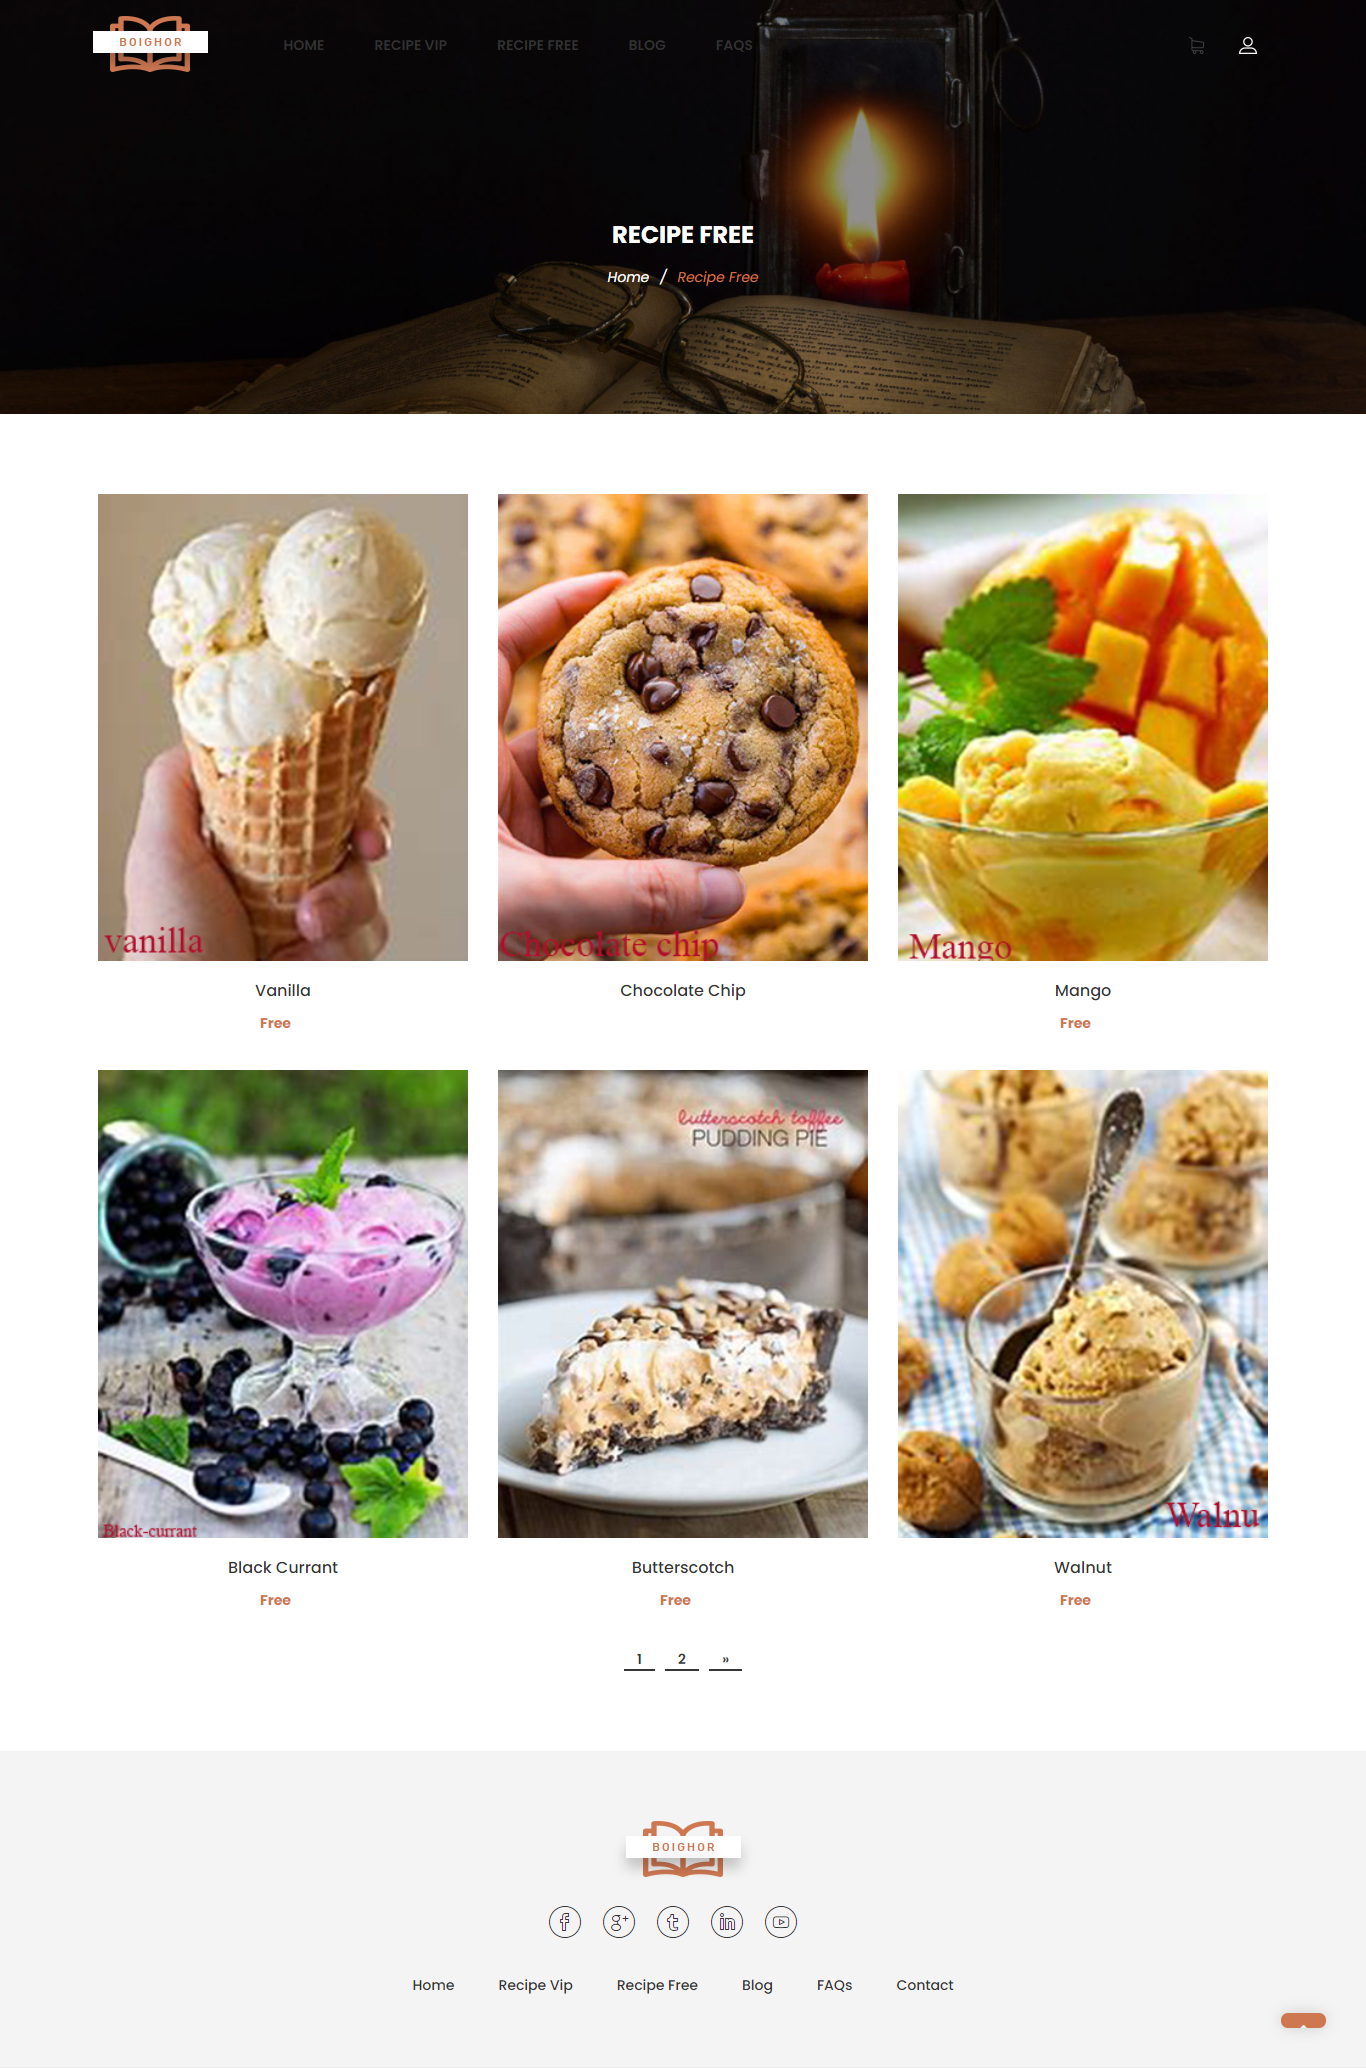 BOIGHOR
HOME RECIPE VIP RECIPE FREE BLOG FAQS
RECIPE FREE
Home / Recipe Free
vanilla
Chocolate chip
Mango
Vanilla
Chocolate Chip
Mango
Free
Free
butterscotch toffee
PUDDING PIE
Black-currant
Walnu
Black Currant
Butterscotch
Walnut
Free
Free
Free
1 2 »
BOIGHOR
Home Recipe Vip Recipe Free Blog FAQs Contact